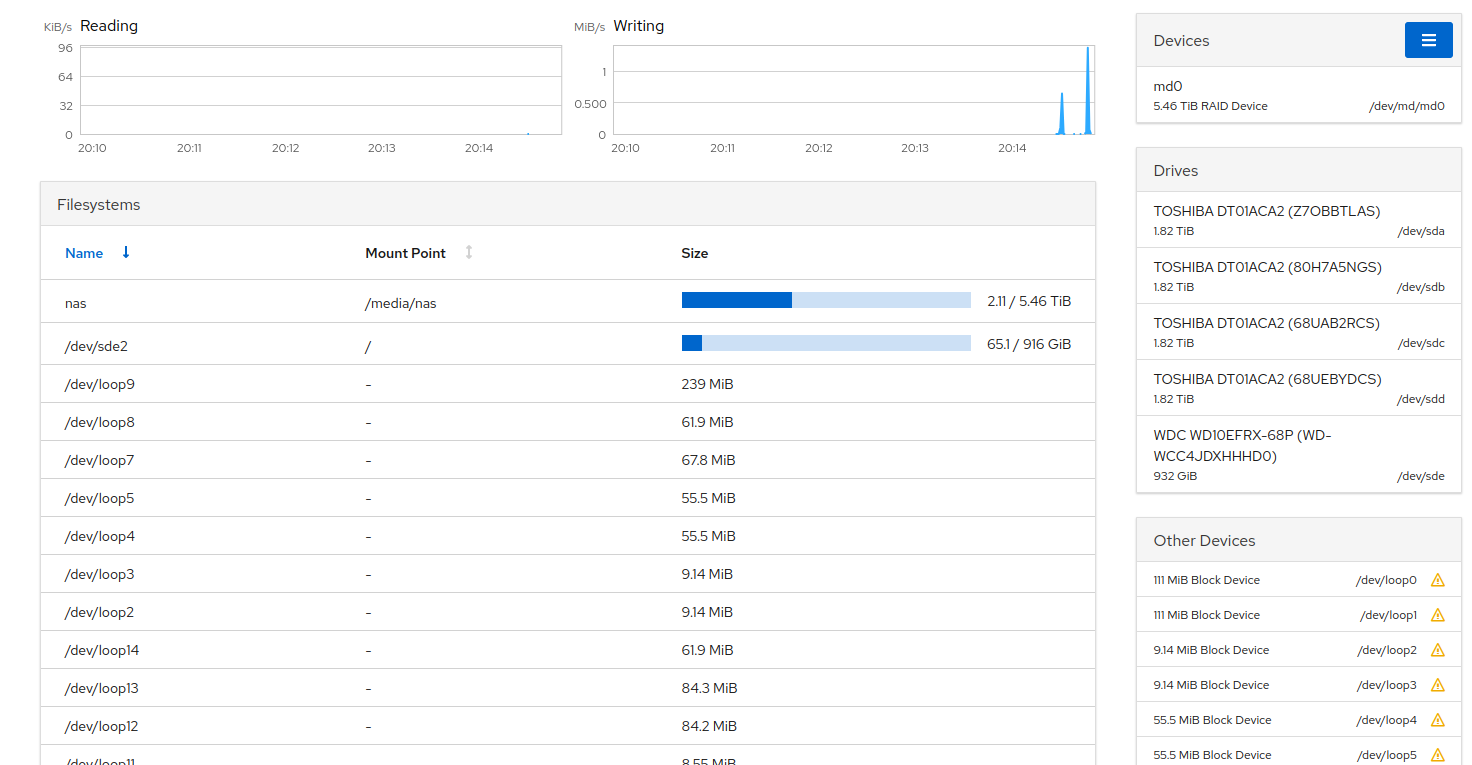 KiB/s Reading
96
64
32
0
20:10 20:11 20:12 20:13 20:14
MiB/s Writing
1
0.500
0
20:10 20:11 20:12 20:13 20:14
Filesystems
Name Mount Point Size
nas /media/nas 2.11 / 5.46 TiB
/dev/sde2 / 65.1 / 916 GiB
/dev/loop9 - 239 MiB
/dev/loop8 - 61.9 MiB
/dev/loop7 - 67.8 MiB
/dev/loop5 - 55.5 MiB
/dev/loop4 - 55.5 MiB
/dev/loop3 - 9.14 MiB
/dev/loop2 - 9.14 MiB
/dev/loop14 - 61.9 MiB
/dev/loop13 - 84.3 MiB
/dev/loop12 - 84.2 MiB
/dev/loop11 8.55 MiB
Devices
md0
5.46 TiB RAID Device /dev/md/md0
Drives
TOSHIBA DT01ACA2 (Z7OBBTLAS)
1.82 TiB /dev/sda
TOSHIBA DT01ACA2 (80H7A5NGS)
1.82 TiB /dev/sdb
TOSHIBA DT01ACA2 (68UAB2RCS)
1.82 TiB /dev/sdc
TOSHIBA DT01ACA2 (68UEBYDCS)
1.82 TiB /dev/sdd
WDC WD10EFRX-68P (WD-
WCC4JDXHHHD0)
932 GiB /dev/sde
Other Devices
111 MiB Block Device /dev/loop0
111 MiB Block Device /dev/loop1
9.14 MiB Block Device /dev/loop2
9.14 MiB Block Device /dev/loop3
55.5 MiB Block Device /dev/loop4
55.5 MiB Block Device /dev/loop5